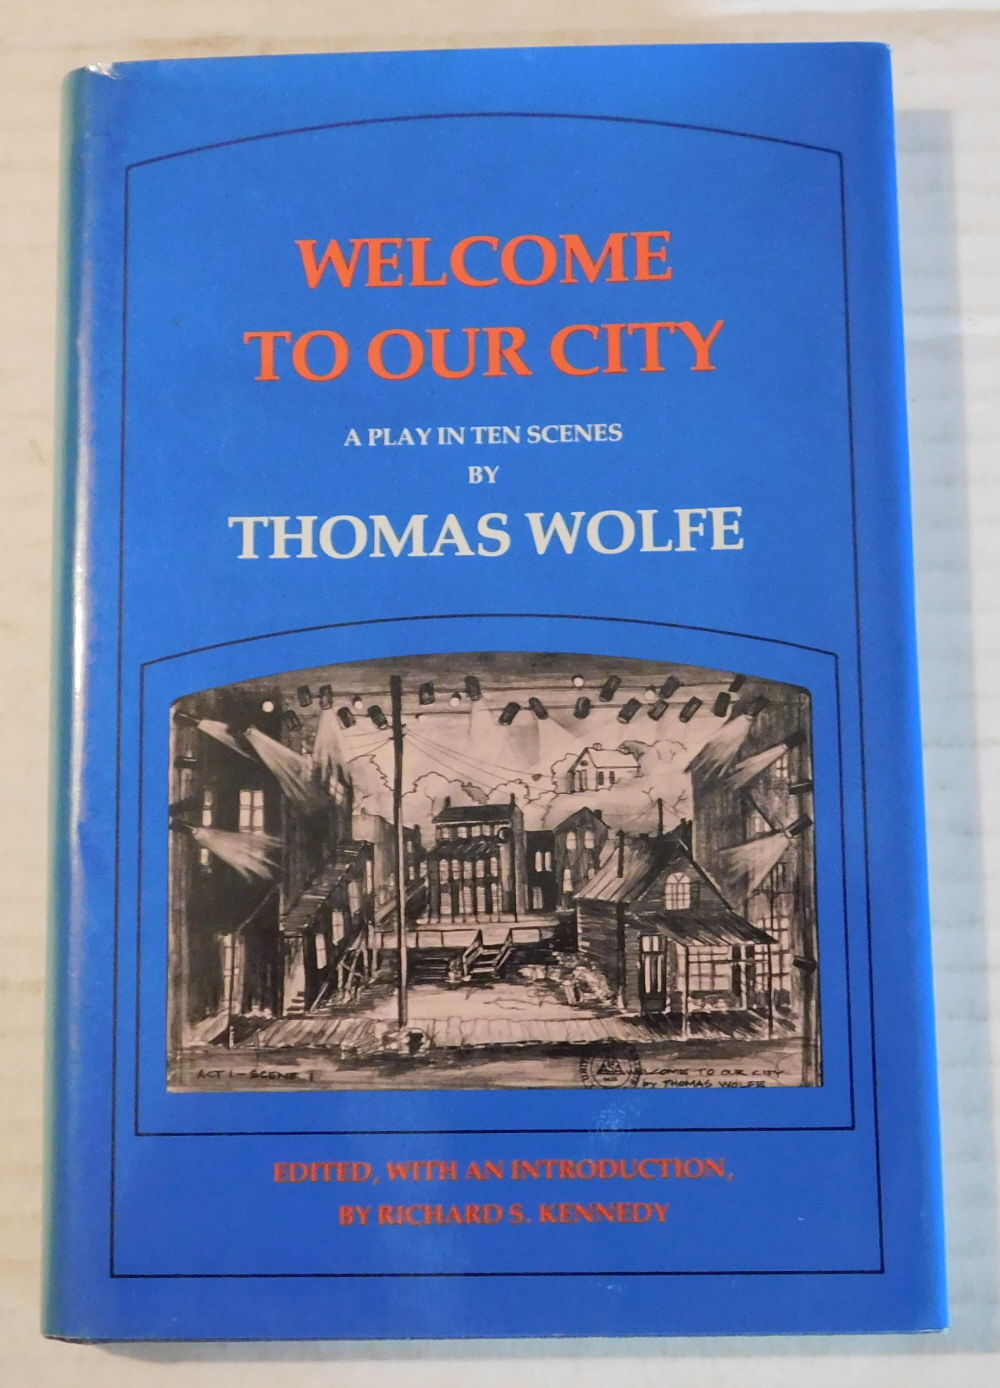 WELCOME
TO OUR CITY
A PLAY IN TEN SCENES
BY
THOMAS WOLFE
ACT 1 - SCENE 1
WELCOME TO OUR CITY
by THOMAS WOLFE
EDITED, WITH AN INTRODUCTION,
BY RICHARD S. KENNEDY